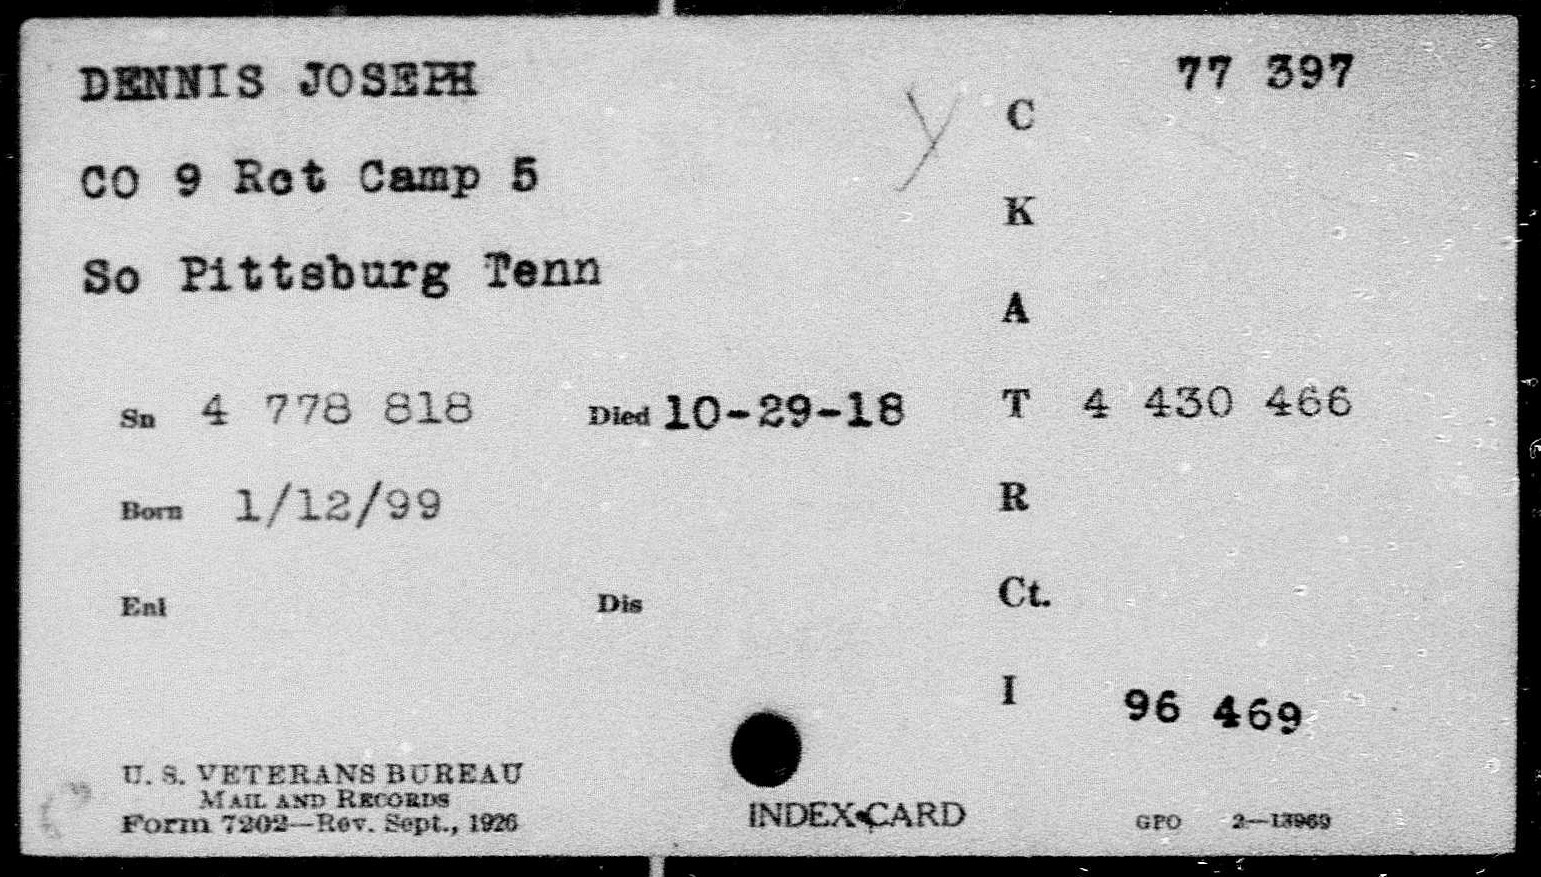 DENNIS JOSEPH
CO 9 Rct Camp 5
So Pittsburg Tenn
Sn 4 778 818
Died 10-29-18
Born 1/12/99
Enl
Dis
y
C 77 397
K
A
T 4 430 466
R
Ct.
I 96 469
U. S. VETERANS BUREAU
MAIL AND RECORDS
Form 7202—Rev. Sept., 1926
INDEX CARD
GPO 2—13969